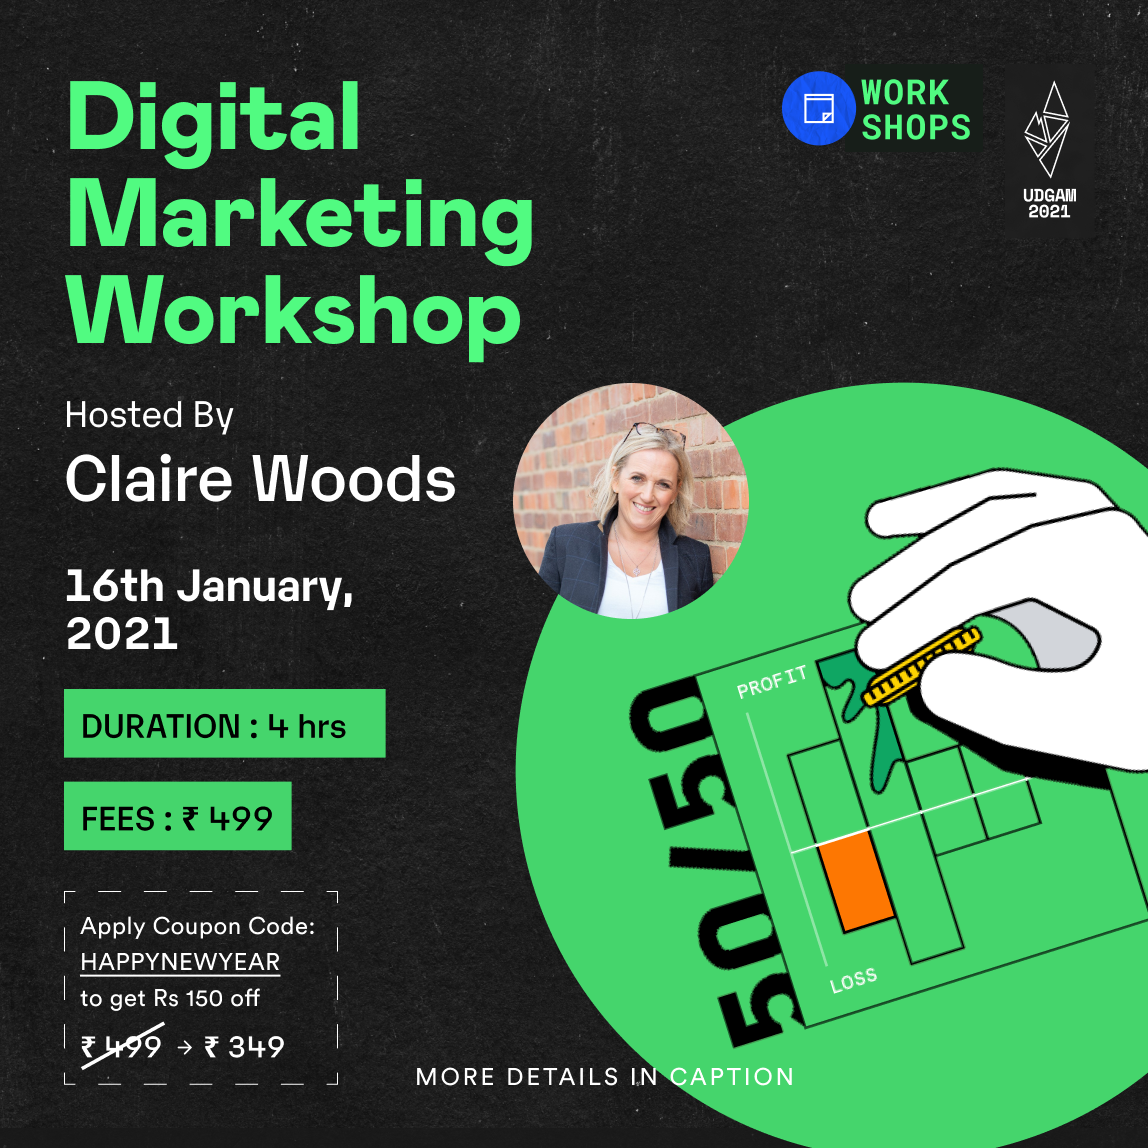 Digital
Marketing
Workshop
WORK
SHOPS
UDGAM
2021
Hosted By
Claire Woods
16th January,
2021
DURATION : 4 hrs
FEES : ₹ 499
Apply Coupon Code:
HAPPYNEWYEAR
to get Rs 150 off
₹ 499 → ₹ 349
50/50
PROFIT
LOSS
MORE DETAILS IN CAPTION